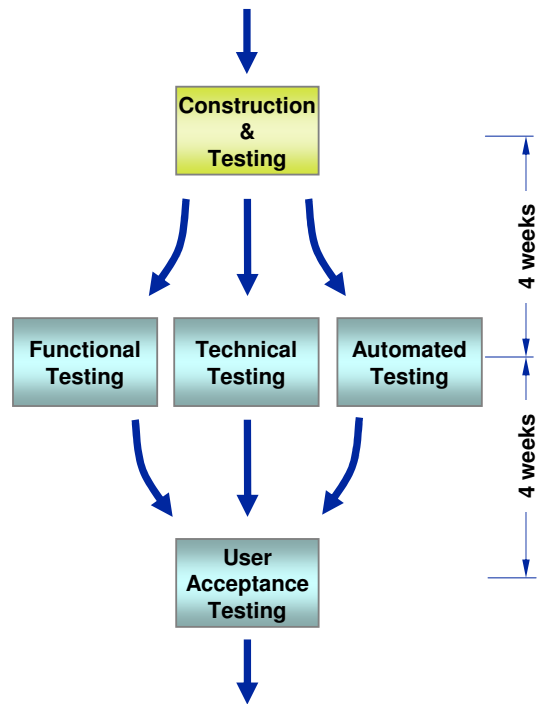 Construction
&
Testing
4 weeks
Functional
Testing
Technical
Testing
Automated
Testing
4 weeks
User
Acceptance
Testing